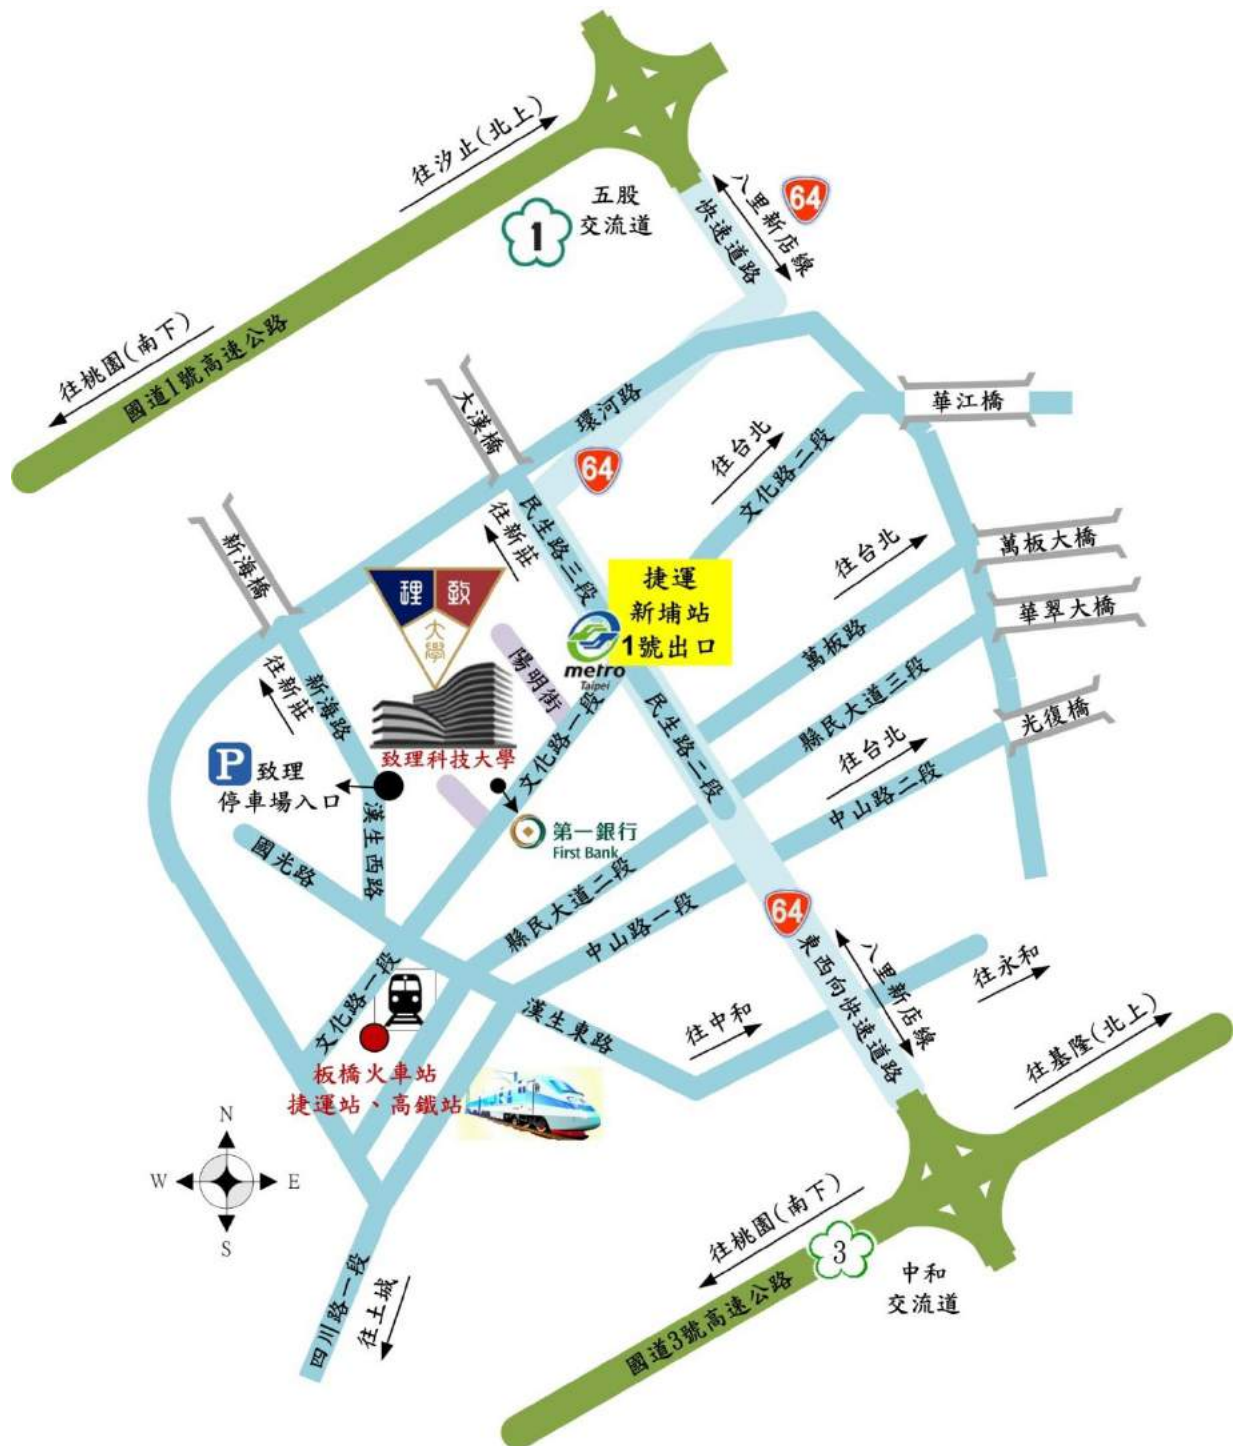 往汐止(北上)
64
八里新店線
快速道路
五股
交流道
1
往桃園(南下)
國道1號高速公路
大漢橋
環河路
華江橋
64
往台北
文化路二段
新海橋
往新莊
民生路三段
往台北
萬板大橋
理 致
大學
捷運
新埔站
1號出口
metro
Taipei
華翠大橋
萬板路
陽明街
往新莊
新海路
民生路二段
縣民大道三段
光復橋
致理科技大學
文化路一段
往台北
中山路二段
P 致理
停車場入口
漢生西路
第一銀行
First Bank
國光路
縣民大道二段
中山路一段
64
東西向快速道路
八里新店線
往永和
文化路一段
漢生東路
往中和
往基隆(北上)
板橋火車站
捷運站、高鐵站
N
W E
S
往桃園(南下)
3
中和
交流道
國道3號高速公路
四川路一段
往土城